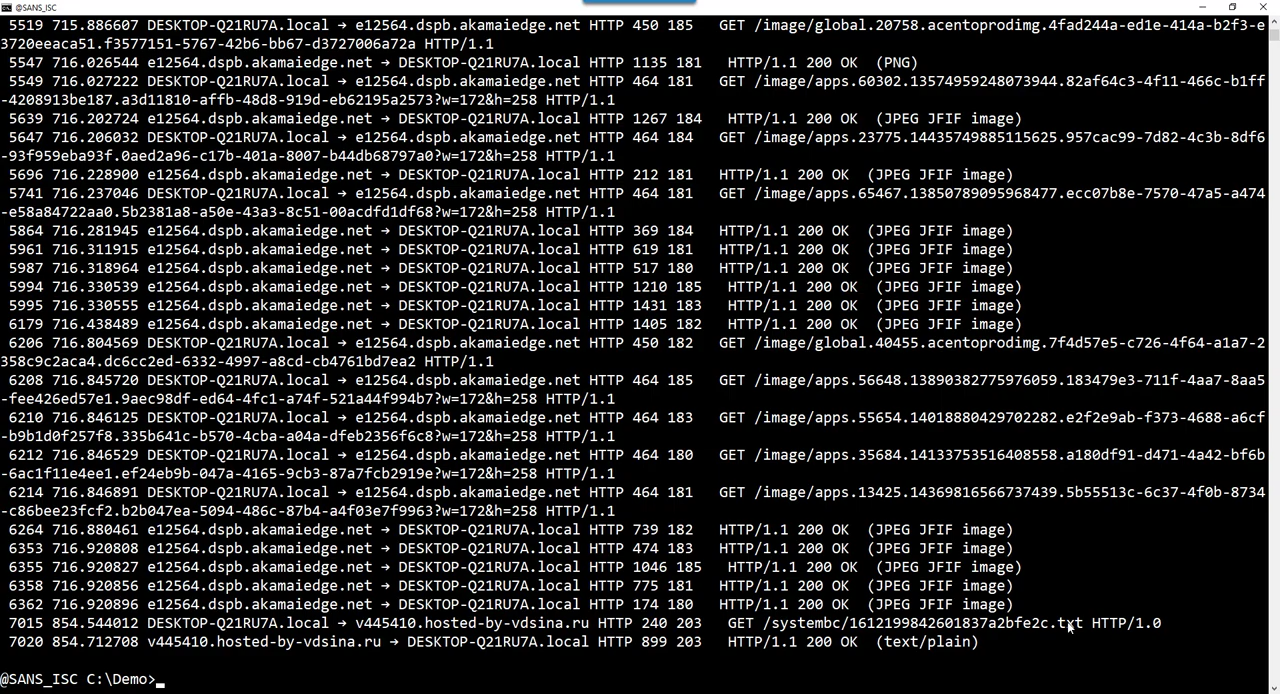 @SANS_ISC
5519 715.886607 DESKTOP-Q21RU7A.local → e12564.dspb.akamaiedge.net HTTP 450 185 GET /image/global.20758.acentoprodimg.4fad244a-ed1e-414a-b2f3-e
3720eeaca51.f3577151-5767-42b6-bb67-d3727006a72a HTTP/1.1
5547 716.026544 e12564.dspb.akamaiedge.net → DESKTOP-Q21RU7A.local HTTP 1135 181 HTTP/1.1 200 OK (PNG)
5549 716.027222 DESKTOP-Q21RU7A.local → e12564.dspb.akamaiedge.net HTTP 464 181 GET /image/apps.60302.13574959248073944.82af64c3-4f11-466c-b1ff
-4208913be187.a3d11810-affb-48d8-919d-eb62195a2573?w=172&h=258 HTTP/1.1
5639 716.202724 e12564.dspb.akamaiedge.net → DESKTOP-Q21RU7A.local HTTP 1267 184 HTTP/1.1 200 OK (JPEG JFIF image)
5647 716.206032 DESKTOP-Q21RU7A.local → e12564.dspb.akamaiedge.net HTTP 464 184 GET /image/apps.23775.14435749885115625.957cac99-7d82-4c3b-8df6
-93f959eba93f.0aed2a96-c17b-401a-8007-b44db68797a0?w=172&h=258 HTTP/1.1
5696 716.228900 e12564.dspb.akamaiedge.net → DESKTOP-Q21RU7A.local HTTP 212 181 HTTP/1.1 200 OK (JPEG JFIF image)
5741 716.237046 DESKTOP-Q21RU7A.local → e12564.dspb.akamaiedge.net HTTP 464 181 GET /image/apps.65467.13850789095968477.ecc07b8e-7570-47a5-a474
-e58a84722aa0.5b2381a8-a50e-43a3-8c51-00acdfd1df68?w=172&h=258 HTTP/1.1
5864 716.281945 e12564.dspb.akamaiedge.net → DESKTOP-Q21RU7A.local HTTP 369 184 HTTP/1.1 200 OK (JPEG JFIF image)
5961 716.311915 e12564.dspb.akamaiedge.net → DESKTOP-Q21RU7A.local HTTP 619 181 HTTP/1.1 200 OK (JPEG JFIF image)
5987 716.318964 e12564.dspb.akamaiedge.net → DESKTOP-Q21RU7A.local HTTP 517 180 HTTP/1.1 200 OK (JPEG JFIF image)
5994 716.330539 e12564.dspb.akamaiedge.net → DESKTOP-Q21RU7A.local HTTP 1210 185 HTTP/1.1 200 OK (JPEG JFIF image)
5995 716.330555 e12564.dspb.akamaiedge.net → DESKTOP-Q21RU7A.local HTTP 1431 183 HTTP/1.1 200 OK (JPEG JFIF image)
6179 716.438489 e12564.dspb.akamaiedge.net → DESKTOP-Q21RU7A.local HTTP 1405 182 HTTP/1.1 200 OK (JPEG JFIF image)
6206 716.804569 DESKTOP-Q21RU7A.local → e12564.dspb.akamaiedge.net HTTP 450 182 GET /image/global.40455.acentoprodimg.7f4d57e5-c726-4f64-a1a7-2
358c9c2aca4.dc6cc2ed-6332-4997-a8cd-cb4761bd7ea2 HTTP/1.1
6208 716.845720 DESKTOP-Q21RU7A.local → e12564.dspb.akamaiedge.net HTTP 464 185 GET /image/apps.56648.13890382775976059.183479e3-711f-4aa7-8aa5
-fee426ed57e1.9aec98df-ed64-4fc1-a74f-521a44f994b7?w=172&h=258 HTTP/1.1
6210 716.846125 DESKTOP-Q21RU7A.local → e12564.dspb.akamaiedge.net HTTP 464 183 GET /image/apps.55654.14018880429702282.e2f2e9ab-f373-4688-a6cf
-b9b1d0f257f8.335b641c-b570-4cba-a04a-dfeb2356f6c8?w=172&h=258 HTTP/1.1
6212 716.846529 DESKTOP-Q21RU7A.local → e12564.dspb.akamaiedge.net HTTP 464 180 GET /image/apps.35684.14133753516408558.a180df91-d471-4a42-bf6b
-6ac1f11e4ee1.ef24eb9b-047a-4165-9cb3-87a7fcb2919e?w=172&h=258 HTTP/1.1
6214 716.846891 DESKTOP-Q21RU7A.local → e12564.dspb.akamaiedge.net HTTP 464 181 GET /image/apps.13425.14369816566737439.5b55513c-6c37-4f0b-8734
-c86bee23fcf2.b2b047ea-5094-486c-87b4-a4f03e7f9963?w=172&h=258 HTTP/1.1
6264 716.880461 e12564.dspb.akamaiedge.net → DESKTOP-Q21RU7A.local HTTP 739 182 HTTP/1.1 200 OK (JPEG JFIF image)
6353 716.920808 e12564.dspb.akamaiedge.net → DESKTOP-Q21RU7A.local HTTP 474 183 HTTP/1.1 200 OK (JPEG JFIF image)
6355 716.920827 e12564.dspb.akamaiedge.net → DESKTOP-Q21RU7A.local HTTP 1046 185 HTTP/1.1 200 OK (JPEG JFIF image)
6358 716.920856 e12564.dspb.akamaiedge.net → DESKTOP-Q21RU7A.local HTTP 775 181 HTTP/1.1 200 OK (JPEG JFIF image)
6362 716.920896 e12564.dspb.akamaiedge.net → DESKTOP-Q21RU7A.local HTTP 174 180 HTTP/1.1 200 OK (JPEG JFIF image)
7015 854.544012 DESKTOP-Q21RU7A.local → v445410.hosted-by-vdsina.ru HTTP 240 203 GET /systembc/1612199842601837a2bfe2c.txt HTTP/1.0
7020 854.712708 v445410.hosted-by-vdsina.ru → DESKTOP-Q21RU7A.local HTTP 899 203 HTTP/1.1 200 OK (text/plain)
@SANS_ISC C:\Demo>